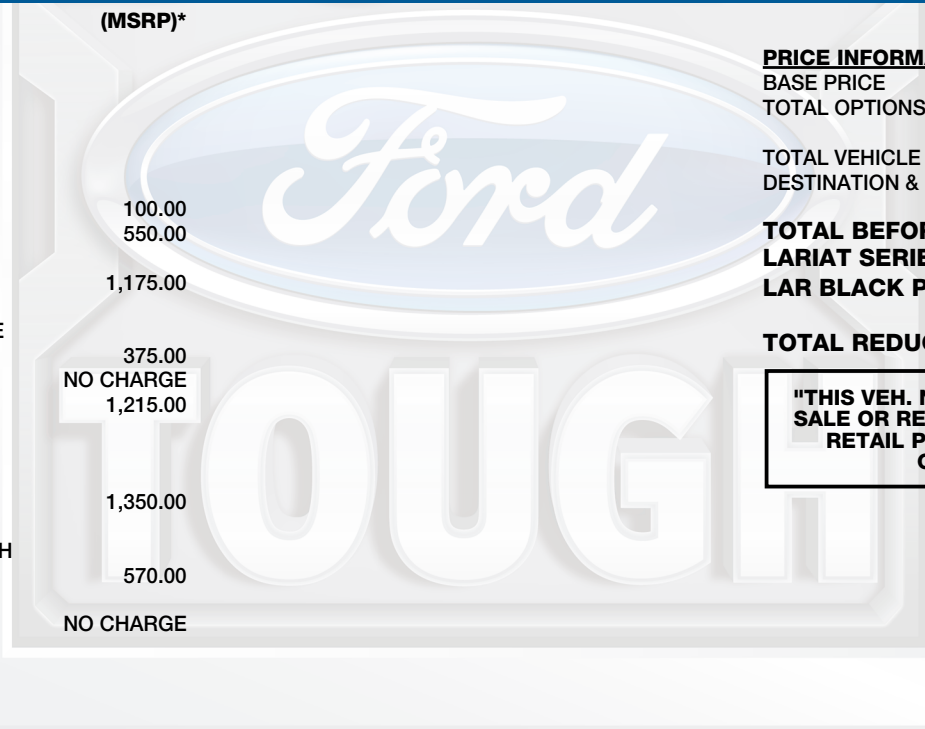 (MSRP)*
100.00
550.00
1,175.00
E
375.00
NO CHARGE
1,215.00
1,350.00
H
570.00
NO CHARGE
Ford
TOUGH
PRICE INFORMA
BASE PRICE
TOTAL OPTIONS
TOTAL VEHICLE
DESTINATION &
TOTAL BEFOR
LARIAT SERIE
LAR BLACK P
TOTAL REDUC
"THIS VEH. N
SALE OR RE
RETAIL P